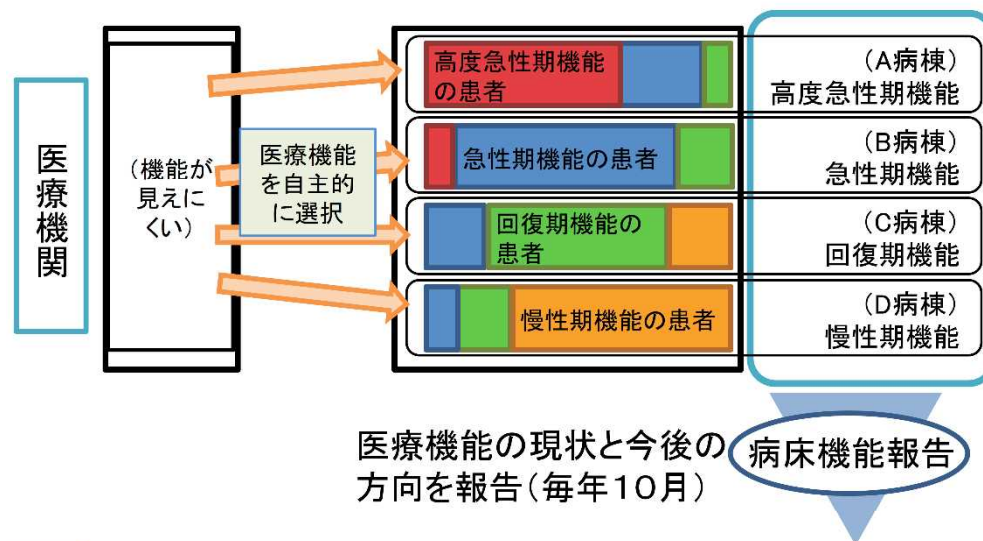 医療機関
(機能が
見えに
くい)
医療機能
を自主的
に選択
高度急性期機能
の患者
(A病棟)
高度急性期機能
急性期機能の患者
(B病棟)
急性期機能
回復期機能の
患者
(C病棟)
回復期機能
慢性期機能の患者
(D病棟)
慢性期機能
医療機能の現状と今後の
方向を報告(毎年10月)
病床機能報告